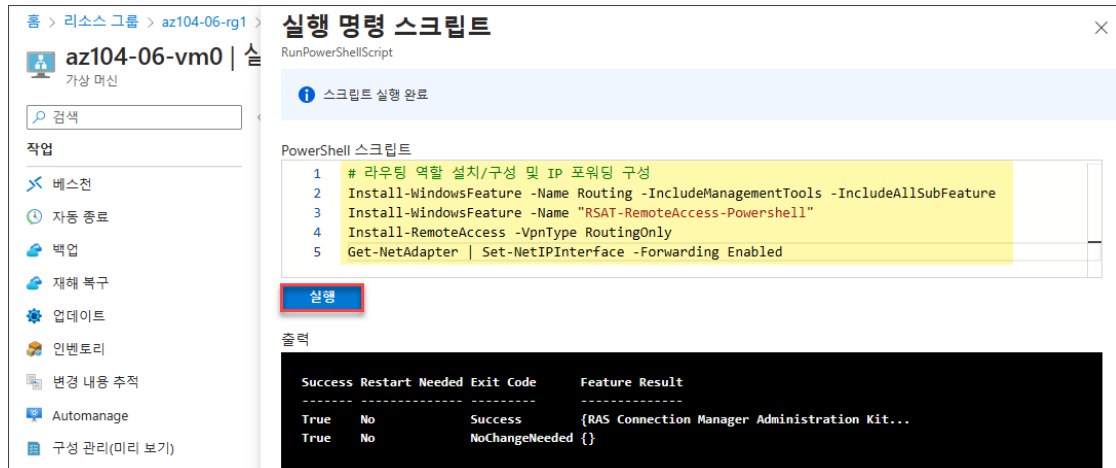 홈 > 리소스 그룹 > az104-06-rg1 >
az104-06-vm0 |
가상 머신
검색
작업
베스천
자동 종료
백업
재해 복구
업데이트
인벤토리
변경 내용 추적
Automanage
구성 관리(미리 보기)
실행 명령 스크립트
RunPowerShellScript
스크립트 실행 완료
PowerShell 스크립트
1 # 라우팅 역할 설치/구성 및 IP 포워딩 구성
2 Install-WindowsFeature -Name Routing -IncludeManagementTools -IncludeAllSubFeature
3 Install-WindowsFeature -Name "RSAT-RemoteAccess-Powershell"
4 Install-RemoteAccess -VpnType RoutingOnly
5 Get-NetAdapter | Set-NetIPInterface -Forwarding Enabled
실행
출력
Success Restart Needed Exit Code Feature Result
------- -------------- --------- --------------
True No Success {RAS Connection Manager Administration Kit...
True No NoChangeNeeded {}